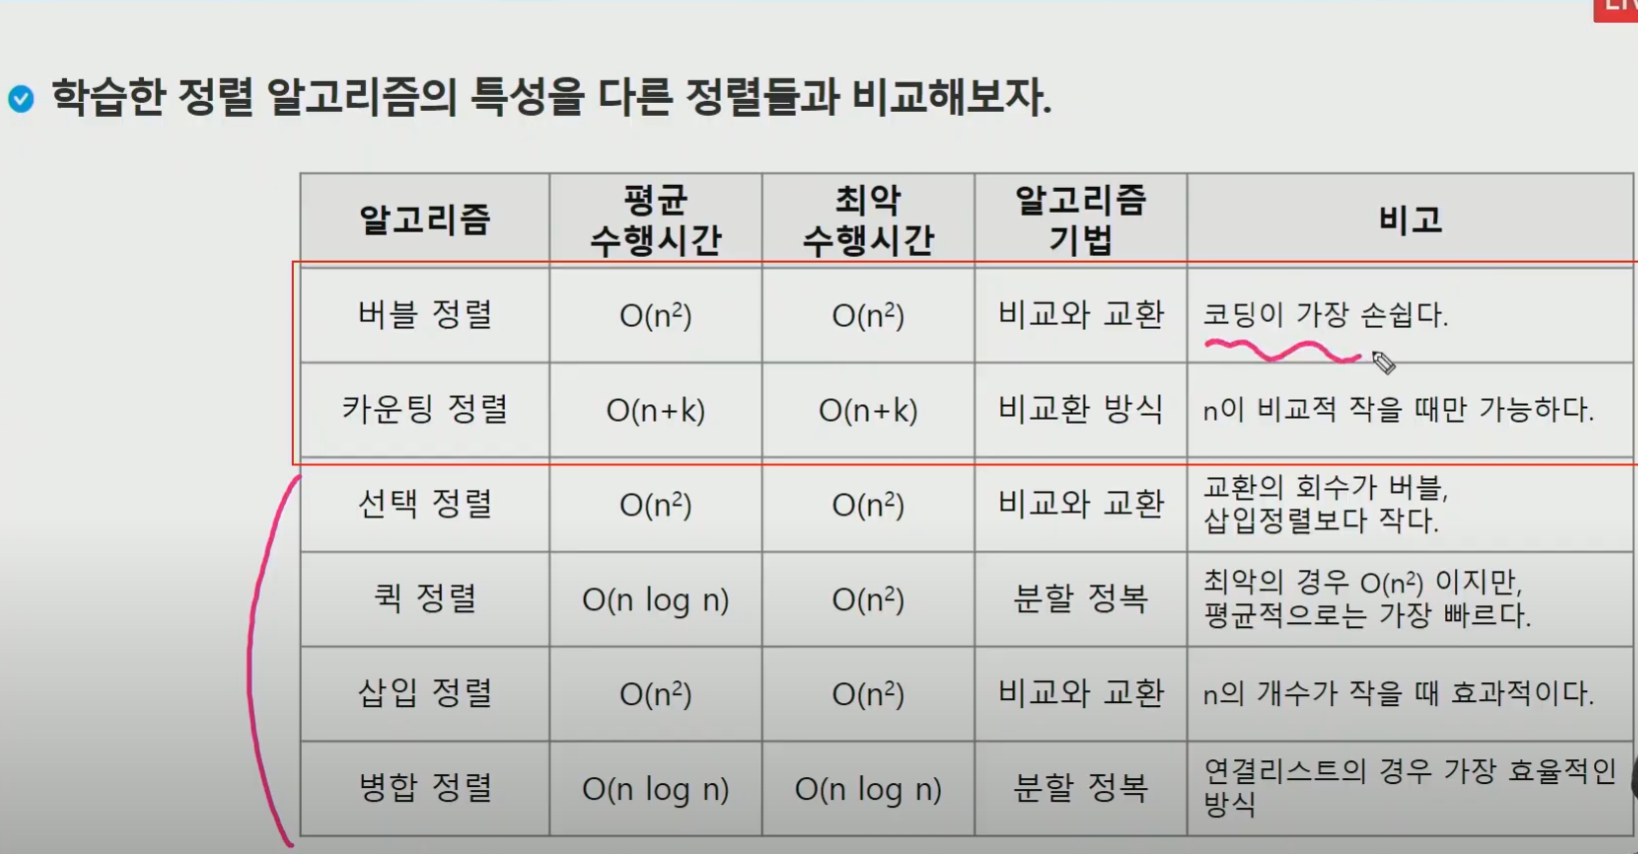 학습한 정렬 알고리즘의 특성을 다른 정렬들과 비교해보자.
알고리즘 평균 수행시간 최악 수행시간 알고리즘 기법 비고
버블 정렬 O(n²) O(n²) 비교와 교환 코딩이 가장 손쉽다.
카운팅 정렬 O(n+k) O(n+k) 비교환 방식 n이 비교적 작을 때만 가능하다.
선택 정렬 O(n²) O(n²) 비교와 교환 교환의 회수가 버블,
삽입정렬보다 작다.
퀵 정렬 O(n log n) O(n²) 분할 정복 최악의 경우 O(n²) 이지만,
평균적으로는 가장 빠르다.
삽입 정렬 O(n²) O(n²) 비교와 교환 n의 개수가 작을 때 효과적이다.
병합 정렬 O(n log n) O(n log n) 분할 정복 연결리스트의 경우 가장 효율적인
방식